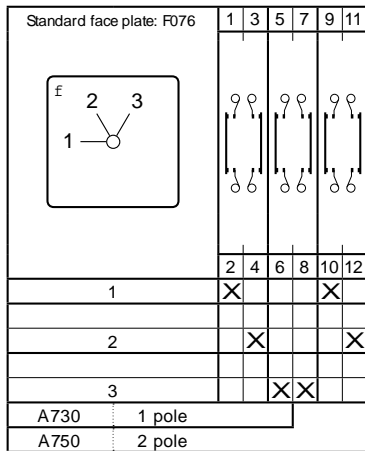 Standard face plate: F076 1 3 5 7 9 11
f
2 3
1
2 4 6 8 10 12
1 X X
2 X X
3 X X
A730 1 pole
A750 2 pole